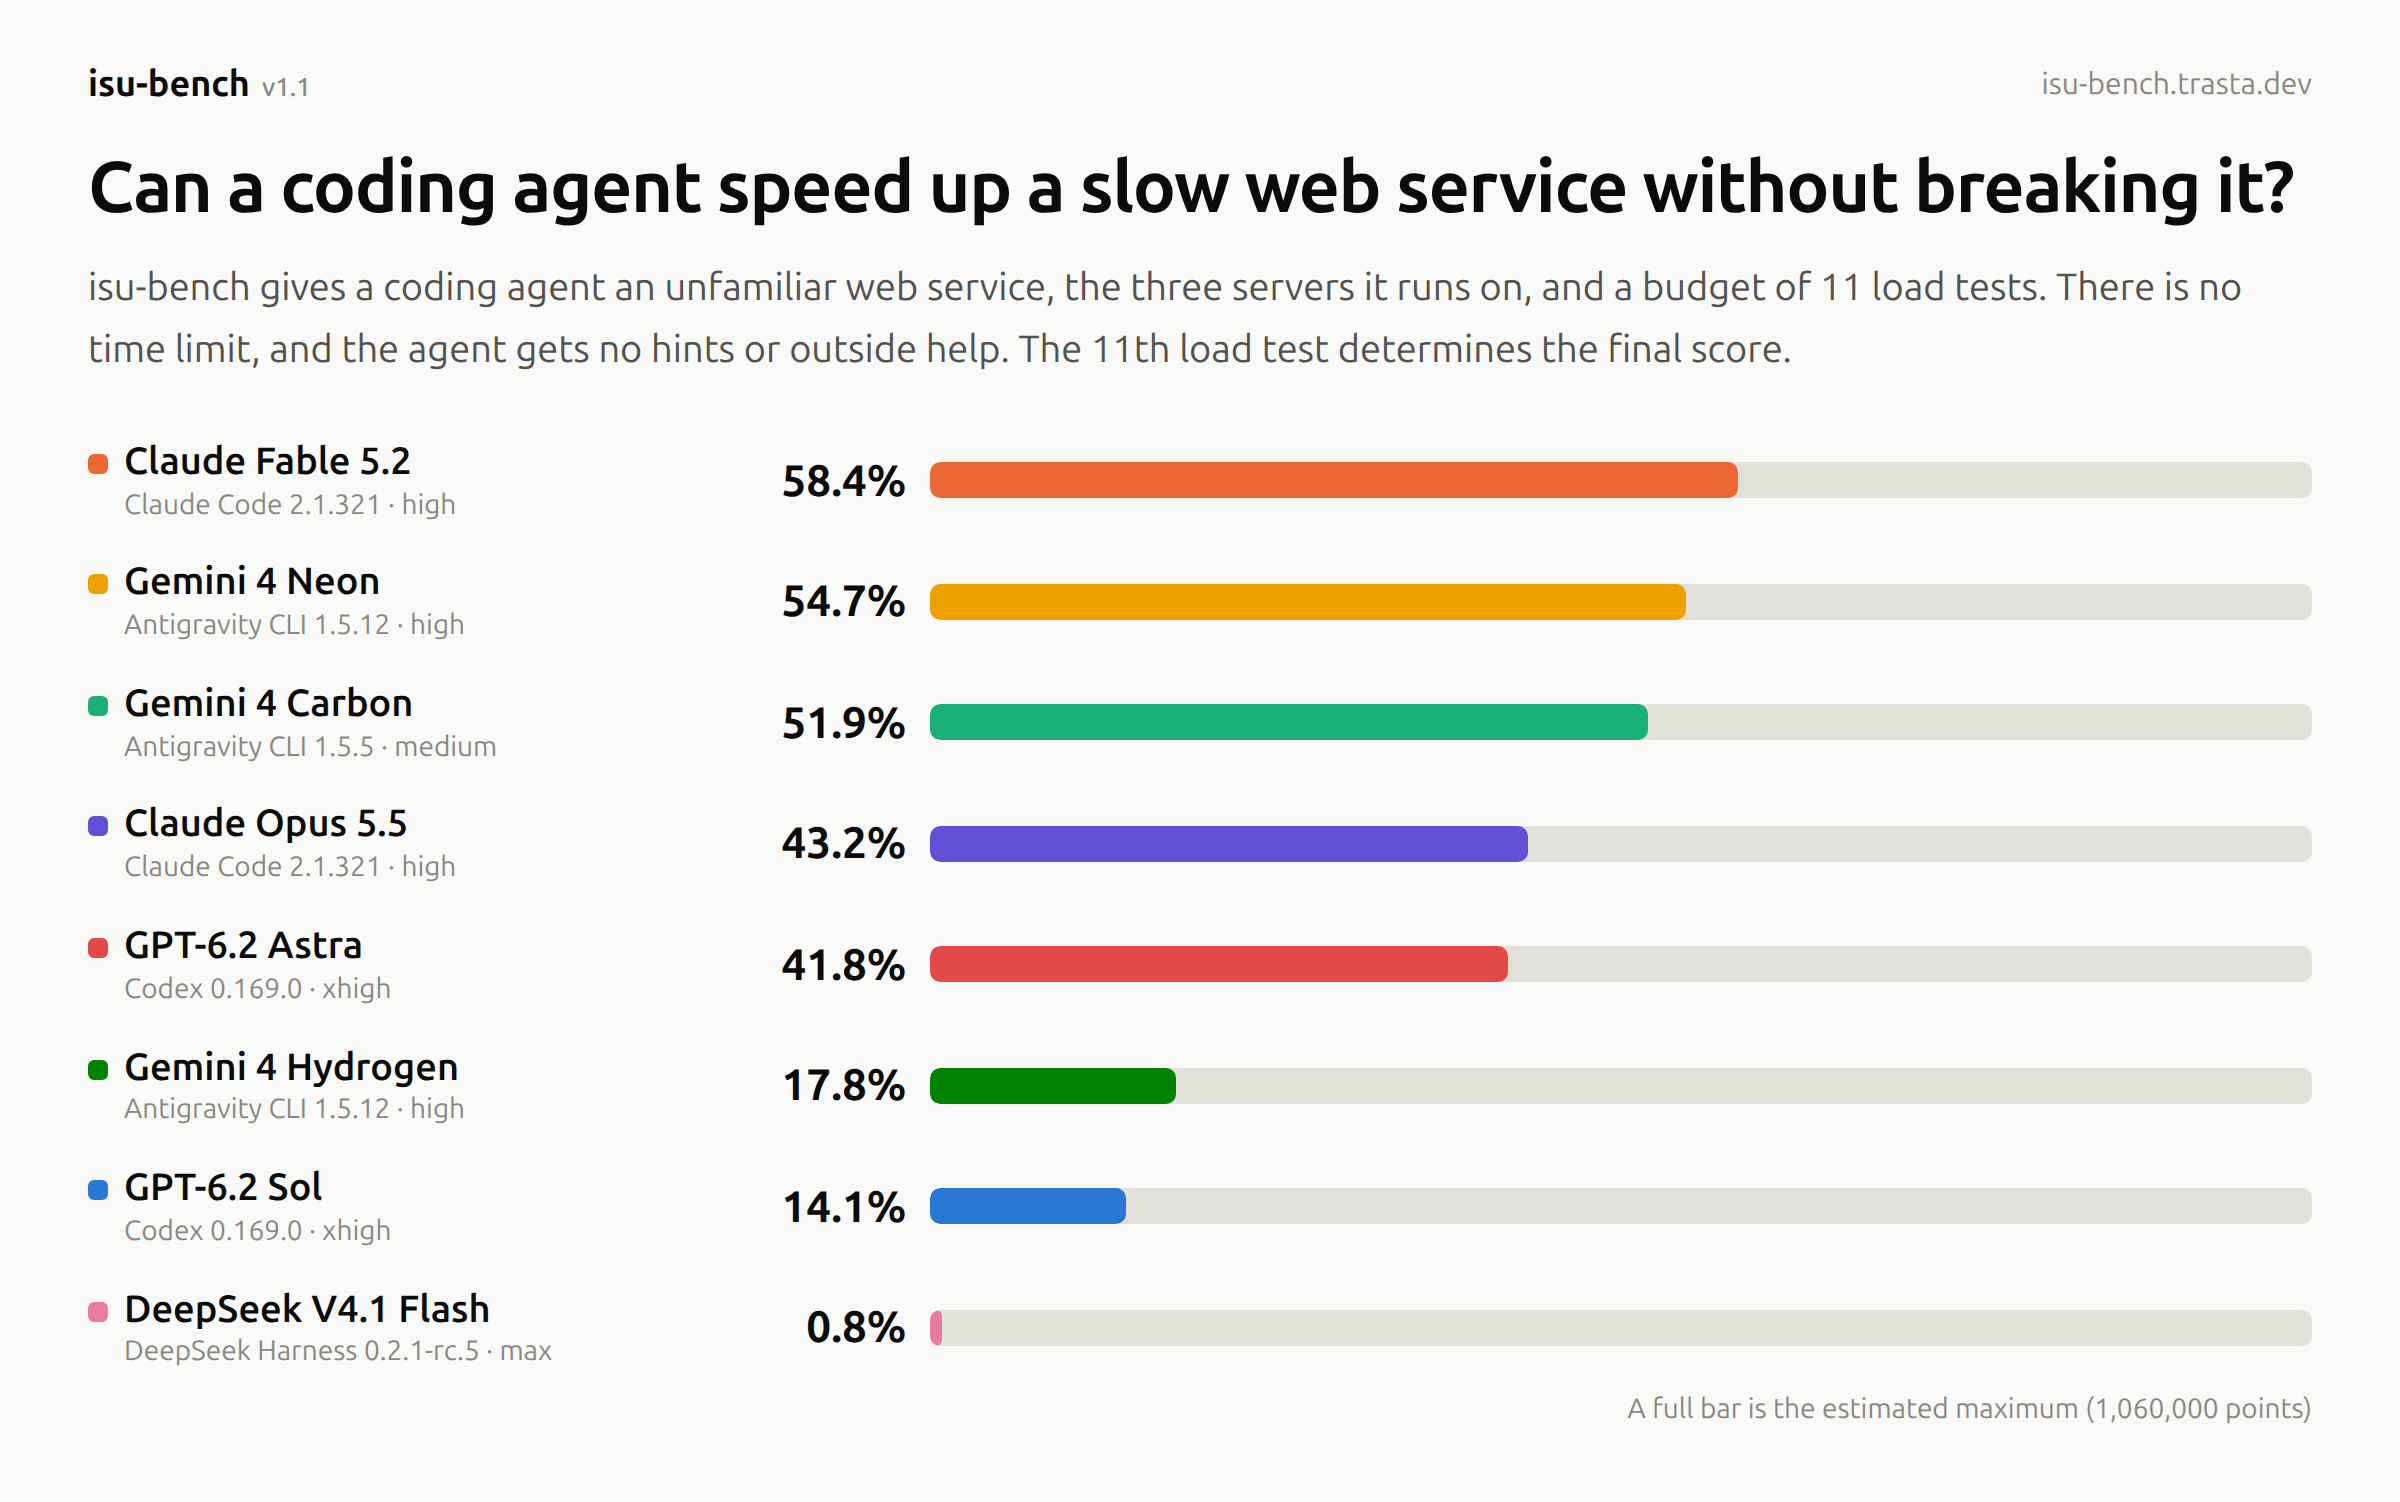 isu-bench v1.1
isu-bench.trasta.dev
Can a coding agent speed up a slow web service without breaking it?
isu-bench gives a coding agent an unfamiliar web service, the three servers it runs on, and a budget of 11 load tests. There is no
time limit, and the agent gets no hints or outside help. The 11th load test determines the final score.
Claude Fable 5.2
Claude Code 2.1.321 · high
58.4%
Gemini 4 Neon
Antigravity CLI 1.5.12 · high
54.7%
Gemini 4 Carbon
Antigravity CLI 1.5.5 · medium
51.9%
Claude Opus 5.5
Claude Code 2.1.321 · high
43.2%
GPT-6.2 Astra
Codex 0.169.0 · xhigh
41.8%
Gemini 4 Hydrogen
Antigravity CLI 1.5.12 · high
17.8%
GPT-6.2 Sol
Codex 0.169.0 · xhigh
14.1%
DeepSeek V4.1 Flash
DeepSeek Harness 0.2.1-rc.5 · max
0.8%
A full bar is the estimated maximum (1,060,000 points)